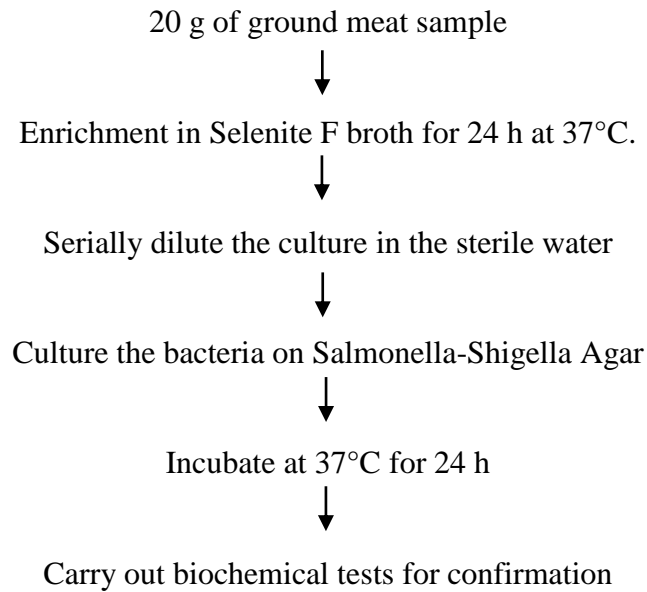 20 g of ground meat sample
Enrichment in Selenite F broth for 24 h at 37°C.
Serially dilute the culture in the sterile water
Culture the bacteria on Salmonella-Shigella Agar
Incubate at 37°C for 24 h
Carry out biochemical tests for confirmation